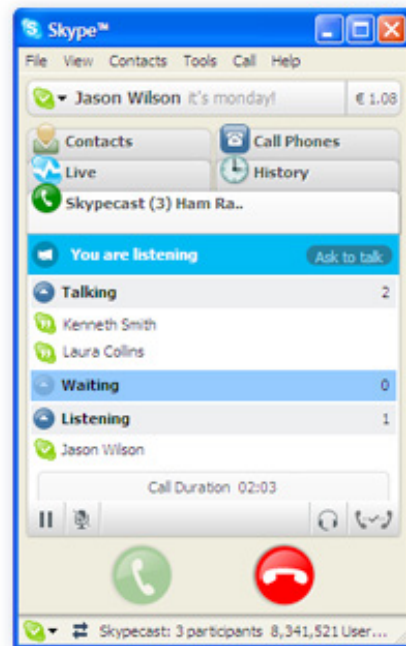 Skype™
File View Contacts Tools Call Help
Jason Wilson it's monday! € 1.08
Contacts Call Phones
Live History
Skypecast (3) Ham Ra..
You are listening Ask to talk
Talking 2
Kenneth Smith
Laura Collins
Waiting 0
Listening 1
Jason Wilson
Call Duration 02:03
Skypecast: 3 participants 8,341,521 User...